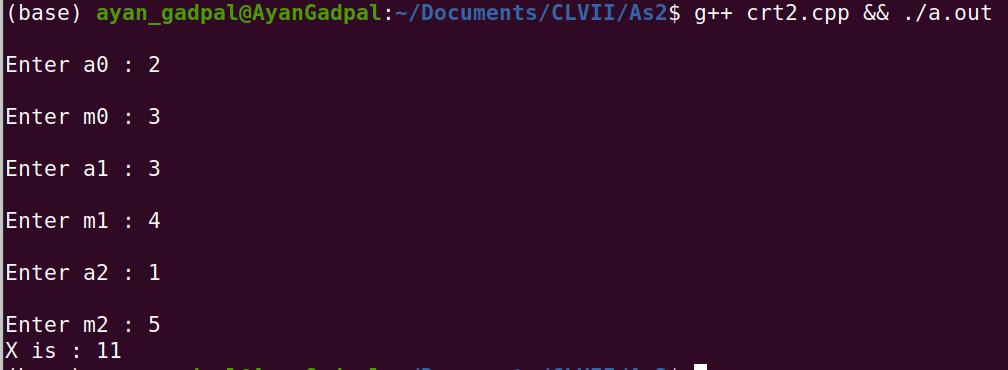 (base) ayan_gadpal@AyanGadpal:~/Documents/CLVII/As2$ g++ crt2.cpp && ./a.out
Enter a0 : 2
Enter m0 : 3
Enter a1 : 3
Enter m1 : 4
Enter a2 : 1
Enter m2 : 5
X is : 11